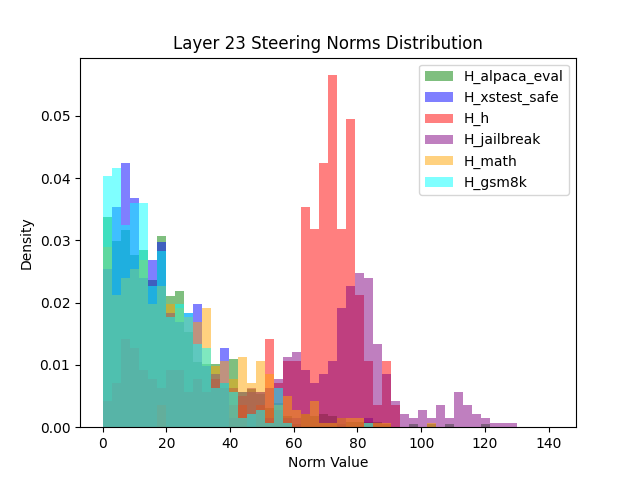 Layer 23 Steering Norms Distribution
H_alpaca_eval
H_xstest_safe
H_h
H_jailbreak
H_math
H_gsm8k
Density
0.05
0.04
0.03
0.02
0.01
0.00
0 20 40 60 80 100 120 140
Norm Value